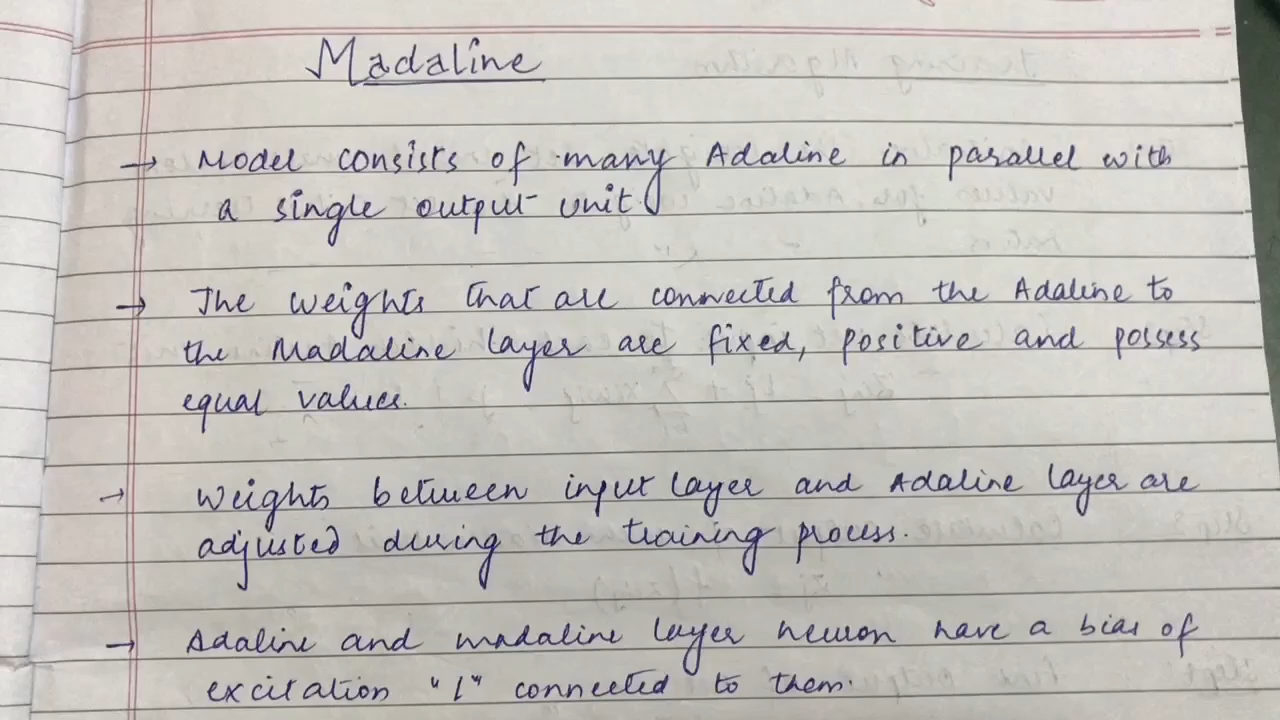 Madaline
→ Model consists of many Adaline in parallel with
a single output unit.
→ The weights that are connected from the Adaline to
the Madaline layer are fixed, positive and possess
equal values.
→ Weights between input layer and Adaline layer are
adjusted during the training process.
→ Adaline and madaline layer neuron have a bias of
excitation "1" connected to them.